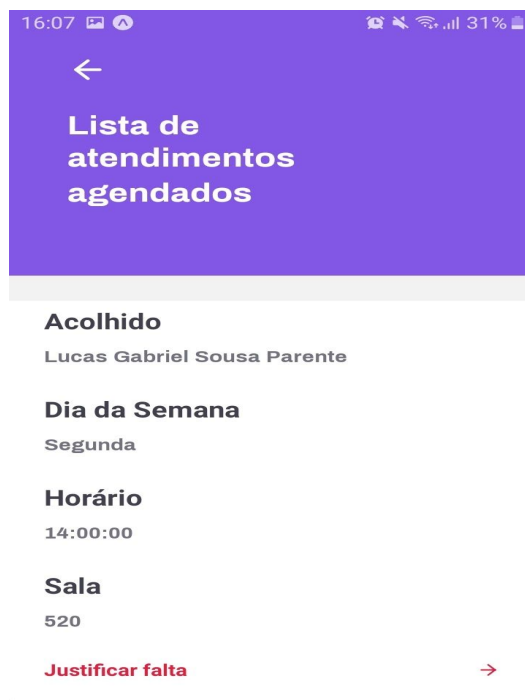 16:07 31%
Lista de
atendimentos
agendados
Acolhido
Lucas Gabriel Sousa Parente
Dia da Semana
Segunda
Horário
14:00:00
Sala
520
Justificar falta